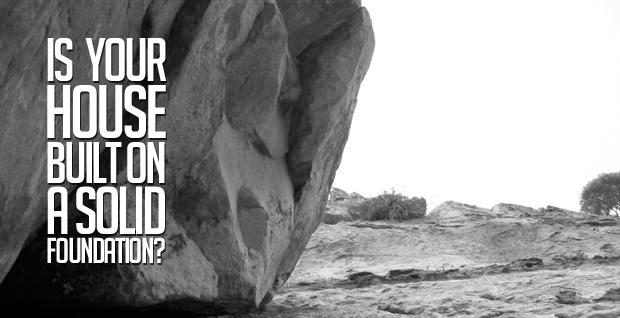 IS YOUR
HOUSE
BUILT ON
A SOLID
FOUNDATION?